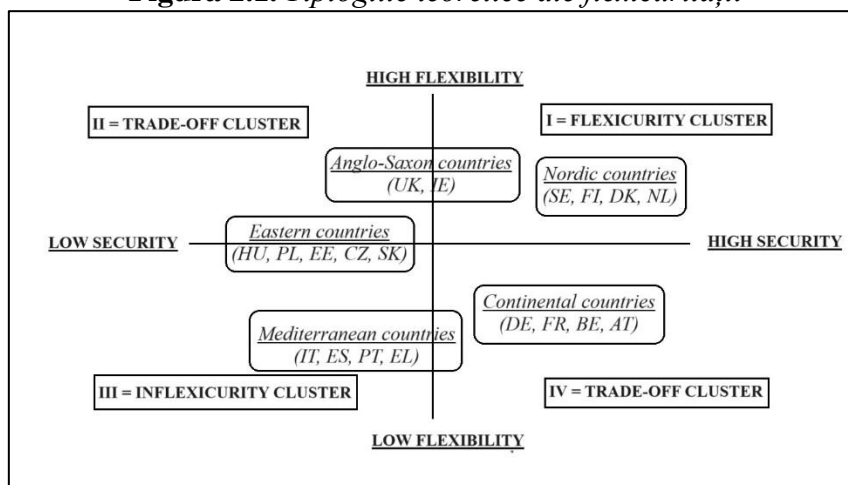 HIGH FLEXIBILITY
II = TRADE-OFF CLUSTER
I = FLEXICURITY CLUSTER
Anglo-Saxon countries
(UK, IE)
Nordic countries
(SE, FI, DK, NL)
Eastern countries
(HU, PL, EE, CZ, SK)
LOW SECURITY
HIGH SECURITY
Continental countries
(DE, FR, BE, AT)
Mediterranean countries
(IT, ES, PT, EL)
III = INFLEXICURITY CLUSTER
IV = TRADE-OFF CLUSTER
LOW FLEXIBILITY